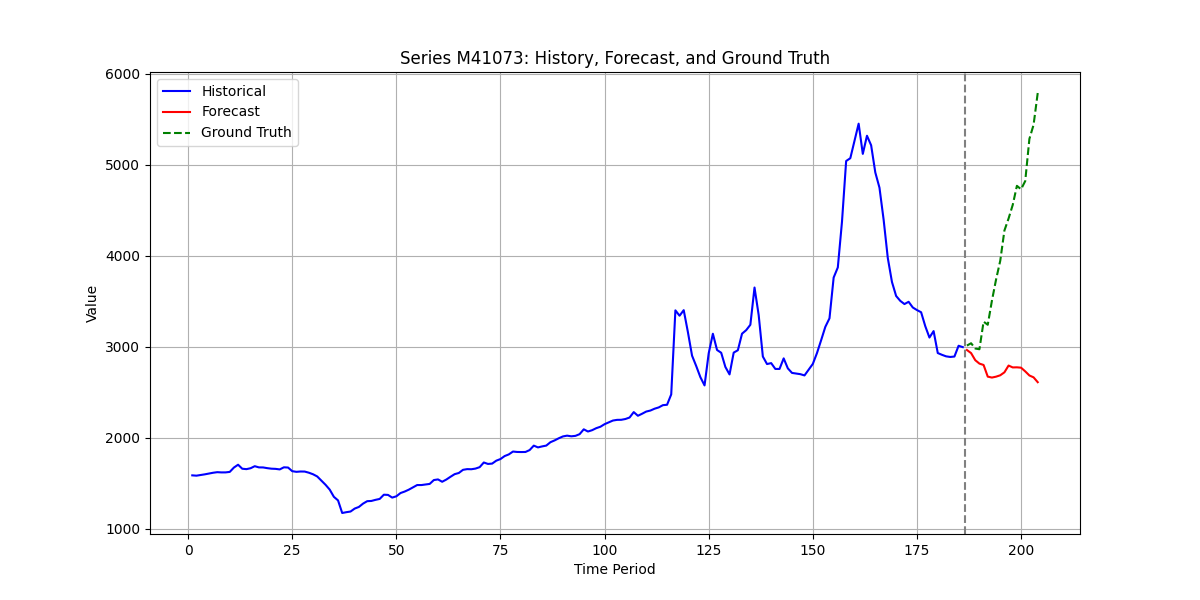 Series M41073: History, Forecast, and Ground Truth
Historical
Forecast
Ground Truth
6000
5000
4000
3000
2000
1000
Value
0 25 50 75 100 125 150 175 200
Time Period